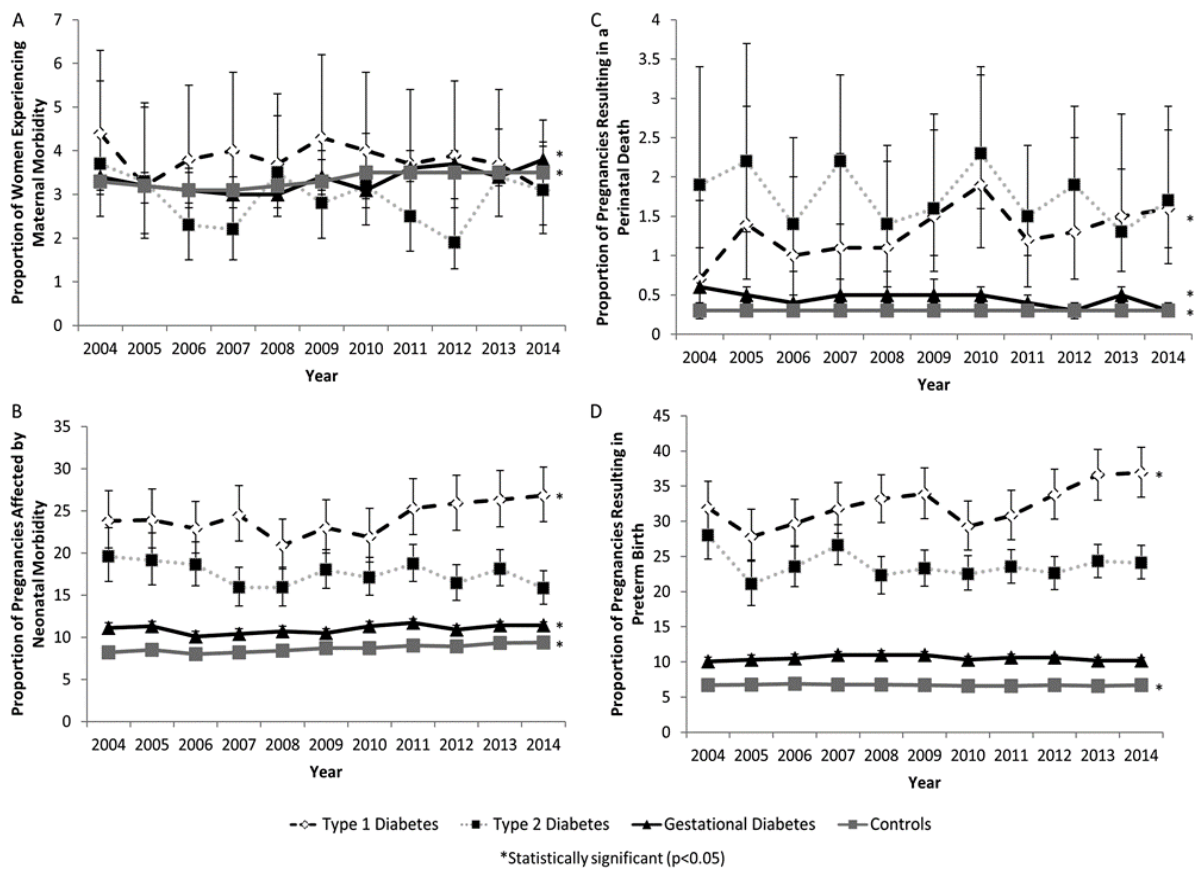 A
Proportion of Women Experiencing
Maternal Morbidity
7
6
5
4
3
2
1
0
2004 2005 2006 2007 2008 2009 2010 2011 2012 2013 2014
Year
*
*
C
Proportion of Pregnancies Resulting in a
Perinatal Death
4
3.5
3
2.5
2
1.5
1
0.5
0
2004 2005 2006 2007 2008 2009 2010 2011 2012 2013 2014
Year
*
*
*
B
Proportion of Pregnancies Affected by
Neonatal Morbidity
35
30
25
20
15
10
5
0
2004 2005 2006 2007 2008 2009 2010 2011 2012 2013 2014
Year
*
*
*
D
Proportion of Pregnancies Resulting in
Preterm Birth
45
40
35
30
25
20
15
10
5
0
2004 2005 2006 2007 2008 2009 2010 2011 2012 2013 2014
Year
*
*
Type 1 Diabetes Type 2 Diabetes Gestational Diabetes Controls
*Statistically significant (p<0.05)